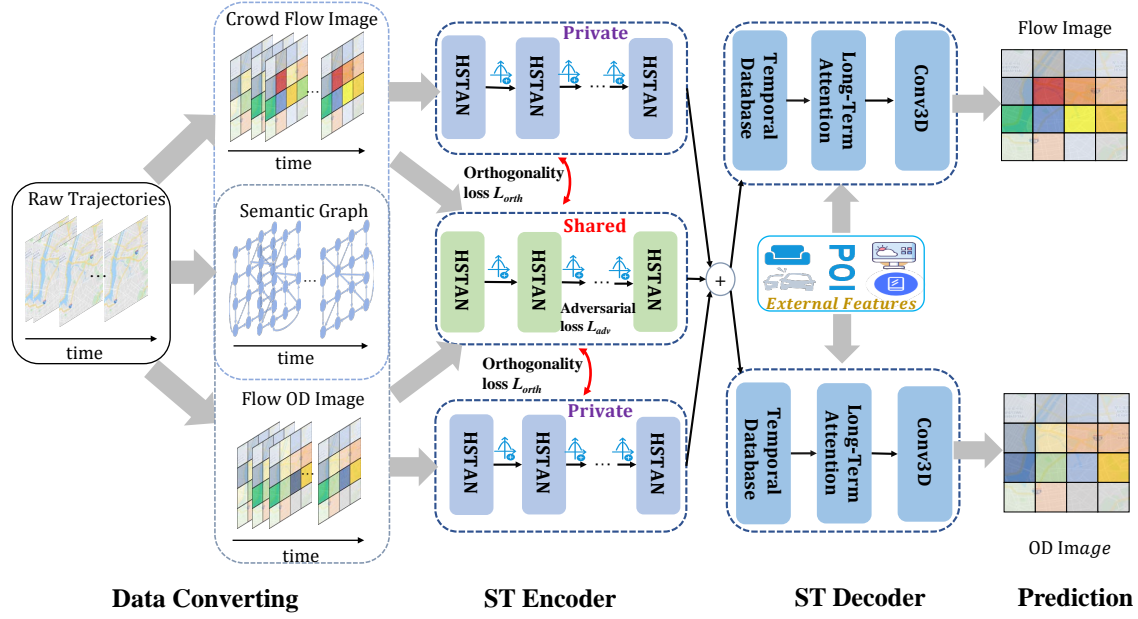 Crowd Flow Image
time
Raw Trajectories
...
time
Semantic Graph
...
Flow OD Image
...
time
Private
HSTAN
HSTAN
...
HSTAN
Orthogonality
loss L_orth
Shared
HSTAN
HSTAN
...
HSTAN
Adversarial
loss L_adv
Orthogonality
loss L_orth
Private
HSTAN
HSTAN
...
HSTAN
+
Temporal
Database
Long-Term
Attention
Conv3D
POI
External Features
Temporal
Database
Long-Term
Attention
Conv3D
Flow Image
OD Image
Data Converting
ST Encoder
ST Decoder
Prediction